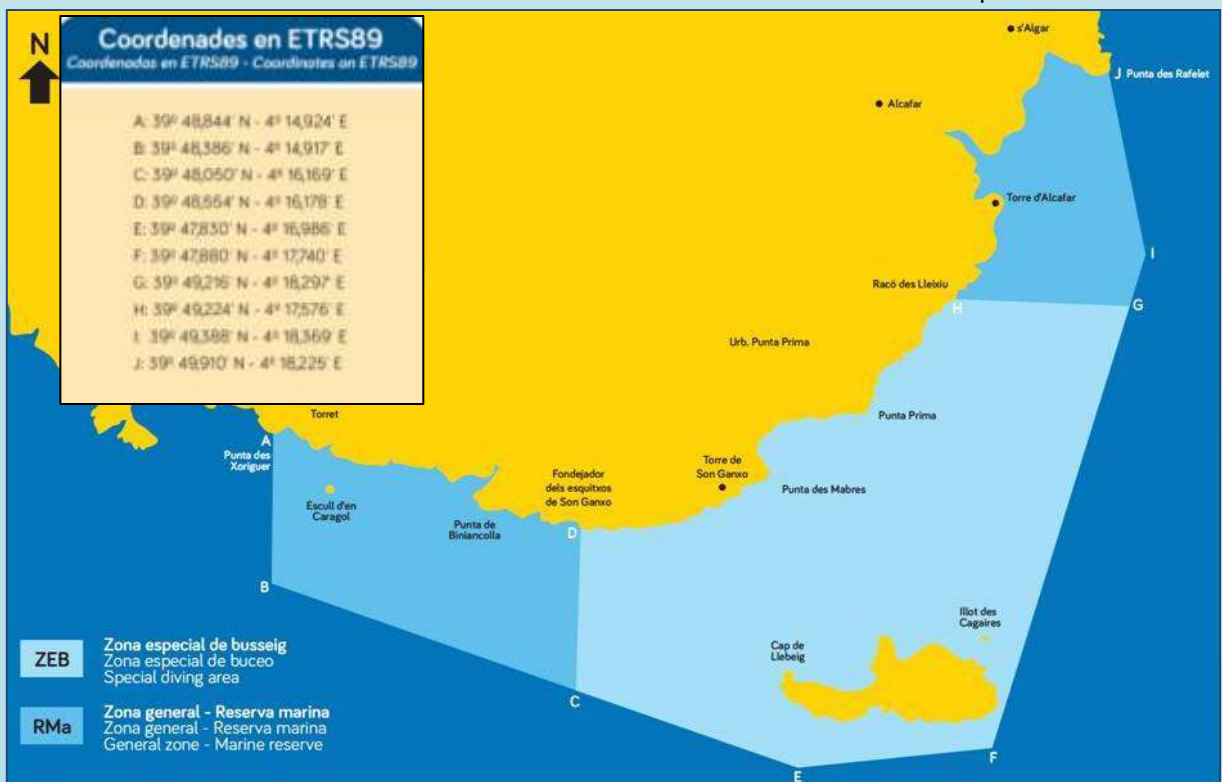 N
Coordenades en ETRS89
Coordenadas en ETRS89 - Coordinates on ETRS89
A: 39º 48,844' N - 4º 14,924' E
B: 39º 48,386' N - 4º 14,917' E
C: 39º 48,050' N - 4º 16,169' E
D: 39º 48,554' N - 4º 16,178' E
E: 39º 47,830' N - 4º 16,986' E
F: 39º 47,880' N - 4º 17,740' E
G: 39º 49,216' N - 4º 18,297' E
H: 39º 49,224' N - 4º 17,576' E
I: 39º 49,388' N - 4º 18,369' E
J: 39º 49,910' N - 4º 18,225' E
s'Algar
J Punta des Rafelet
Alcafar
Torre d'Alcafar
I
Racó des Lleixiu
H
G
Urb. Punta Prima
Torret
Punta Prima
A
Punta des
Xoriguer
Fondejador
dels esquitxos
de Son Ganxo
Torre de
Son Ganxo
Punta des Mabres
Escull d'en
Caragol
Punta de
Biniancolla
D
B
Illot des
Cagaires
Cap de
Llebeig
C
F
E
ZEB
Zona especial de busseig
Zona especial de buceo
Special diving area
RMa
Zona general - Reserva marina
Zona general - Reserva marina
General zone - Marine reserve